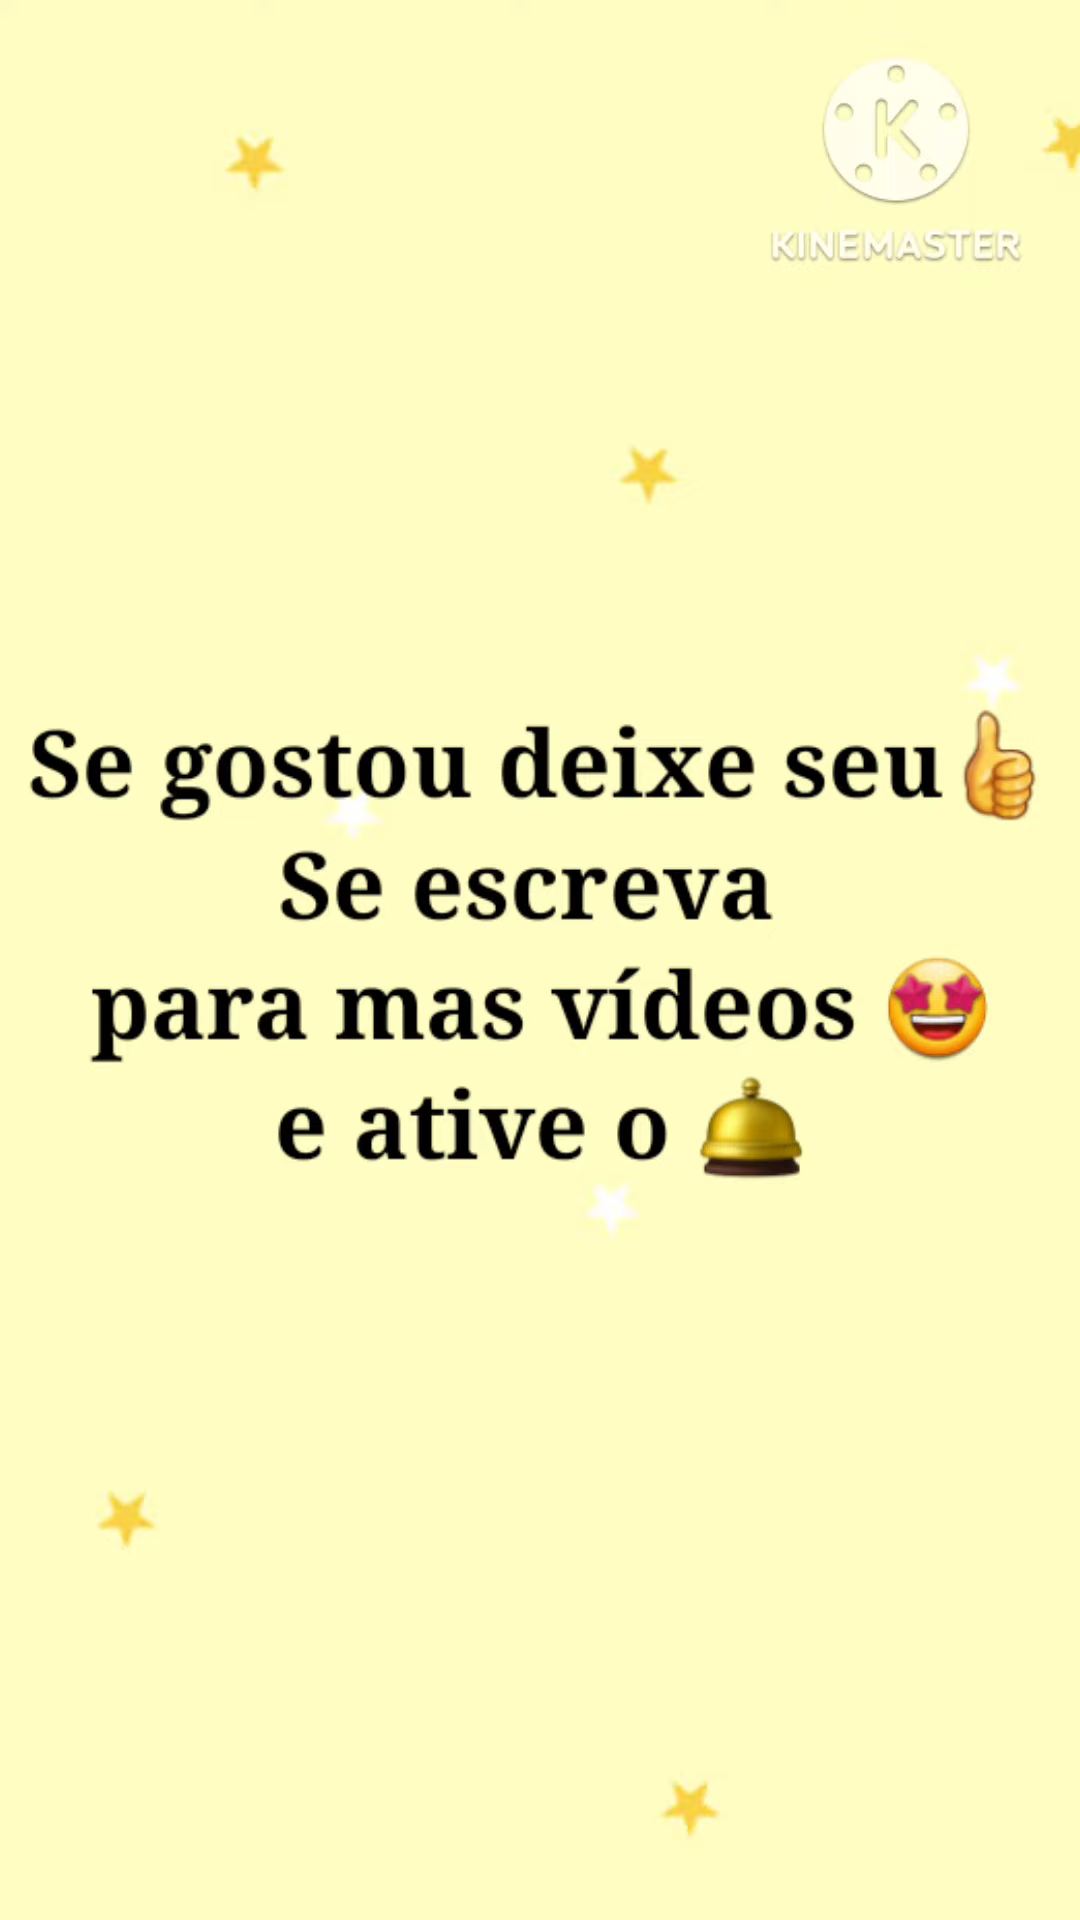 K
KINEMASTER
Se gostou deixe seu👍
Se escreva
para mas vídeos 🤩
e ative o 🛎️